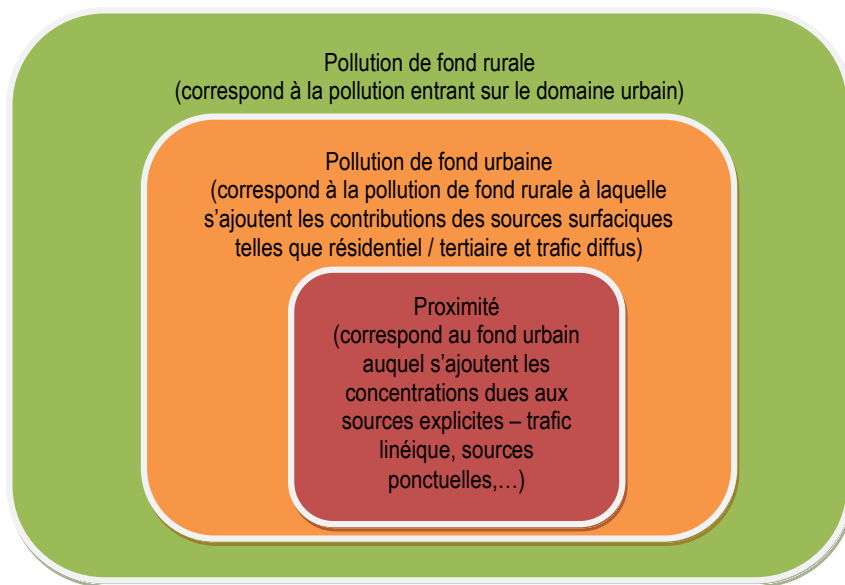 Pollution de fond rurale
(correspond à la pollution entrant sur le domaine urbain)
Pollution de fond urbaine
(correspond à la pollution de fond rurale à laquelle
s’ajoutent les contributions des sources surfaciques
telles que résidentiel / tertiaire et trafic diffus)
Proximité
(correspond au fond urbain
auquel s’ajoutent les
concentrations dues aux
sources explicites – trafic
linéique, sources
ponctuelles,…)